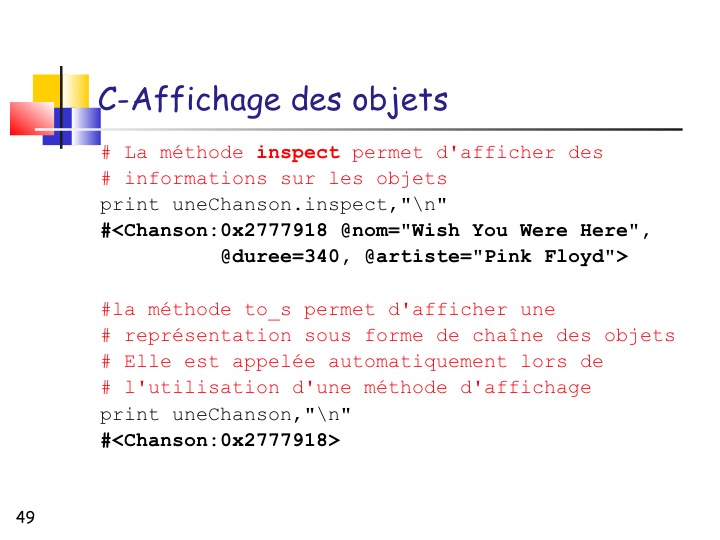 C-Affichage des objets
# La méthode inspect permet d'afficher des
# informations sur les objets
print uneChanson.inspect,"\n"
#<Chanson:0x2777918 @nom="Wish You Were Here",
@duree=340, @artiste="Pink Floyd">
#la méthode to_s permet d'afficher une
# représentation sous forme de chaîne des objets
# Elle est appelée automatiquement lors de
# l'utilisation d'une méthode d'affichage
print uneChanson,"\n"
#<Chanson:0x2777918>
49